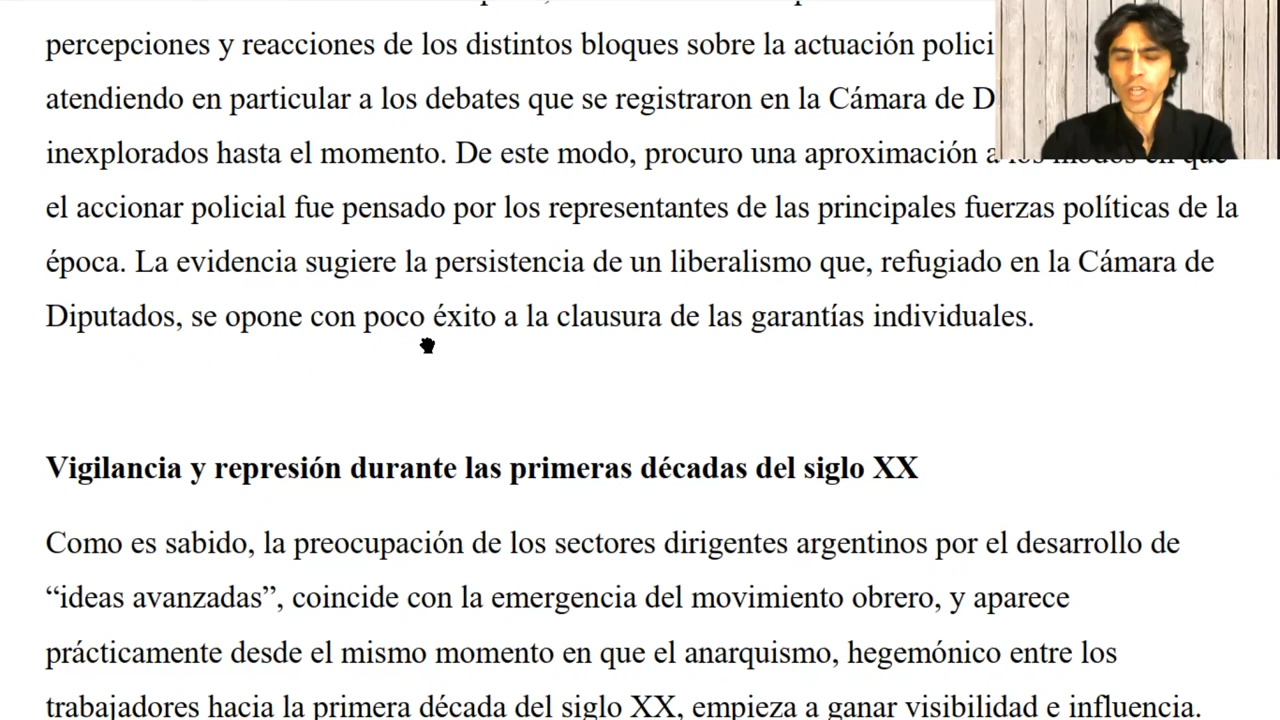 percepciones y reacciones de los distintos bloques sobre la actuación polici
atendiendo en particular a los debates que se registraron en la Cámara de D
inexplorados hasta el momento. De este modo, procuro una aproximación a los modos en que
el accionar policial fue pensado por los representantes de las principales fuerzas políticas de la
época. La evidencia sugiere la persistencia de un liberalismo que, refugiado en la Cámara de
Diputados, se opone con poco éxito a la clausura de las garantías individuales.
Vigilancia y represión durante las primeras décadas del siglo XX
Como es sabido, la preocupación de los sectores dirigentes argentinos por el desarrollo de
“ideas avanzadas”, coincide con la emergencia del movimiento obrero, y aparece
prácticamente desde el mismo momento en que el anarquismo, hegemónico entre los
trabajadores hacia la primera década del siglo XX, empieza a ganar visibilidad e influencia.